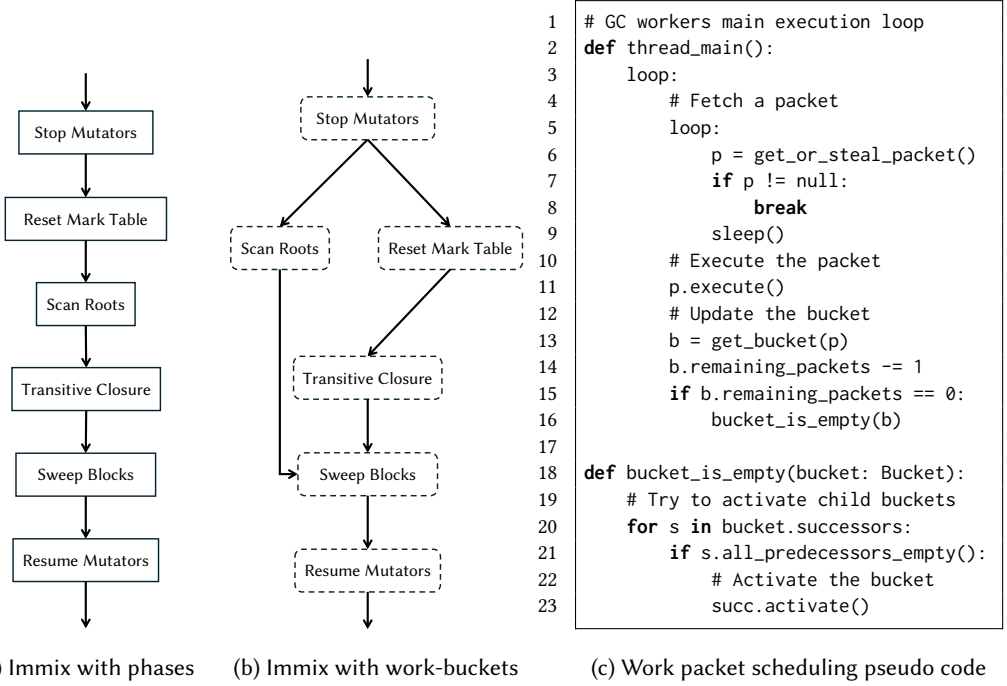 Stop Mutators
Reset Mark Table
Scan Roots
Transitive Closure
Sweep Blocks
Resume Mutators
) Immix with phases
Stop Mutators
Scan Roots
Reset Mark Table
Transitive Closure
Sweep Blocks
Resume Mutators
(b) Immix with work-buckets
1 # GC workers main execution loop
2 def thread_main():
3 loop:
4 # Fetch a packet
5 loop:
6 p = get_or_steal_packet()
7 if p != null:
8 break
9 sleep()
10 # Execute the packet
11 p.execute()
12 # Update the bucket
13 b = get_bucket(p)
14 b.remaining_packets -= 1
15 if b.remaining_packets == 0:
16 bucket_is_empty(b)
17
18 def bucket_is_empty(bucket: Bucket):
19 # Try to activate child buckets
20 for s in bucket.successors:
21 if s.all_predecessors_empty():
22 # Activate the bucket
23 succ.activate()
(c) Work packet scheduling pseudo code